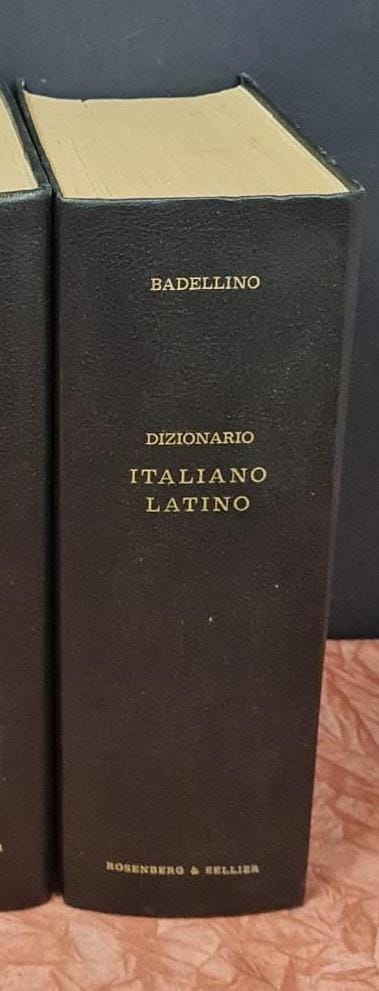 BADELLINO
DIZIONARIO
ITALIANO
LATINO
ROSENBERG & SELLIER